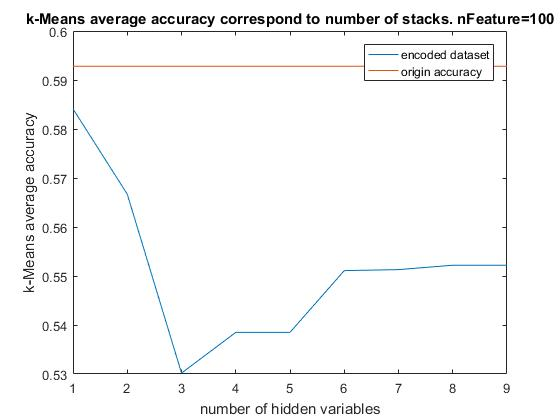 k-Means average accuracy correspond to number of stacks. nFeature=100
0.6
0.59
0.58
0.57
0.56
0.55
0.54
0.53
k-Means average accuracy
encoded dataset
origin accuracy
1 2 3 4 5 6 7 8 9
number of hidden variables